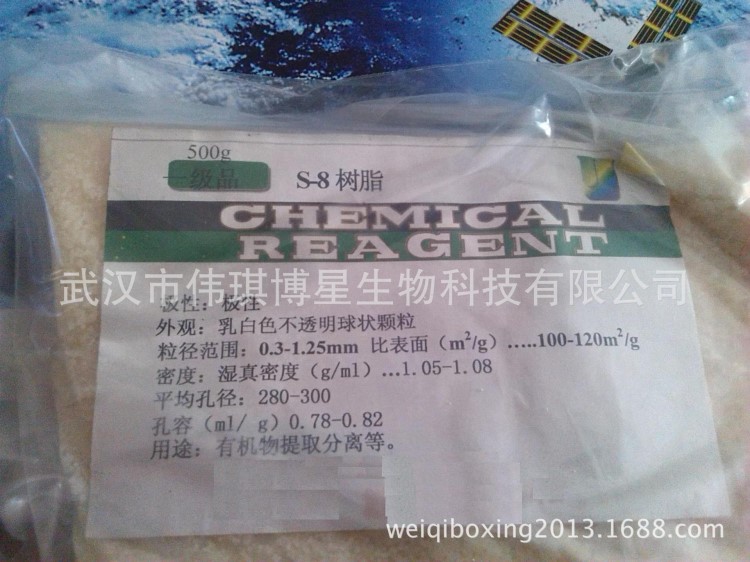 500g
一级品
S-8 树脂
CHEMICAL
REAGENT
武汉市伟琪博星生物科技有限公司
极性：极性
外观：乳白色不透明球状颗粒
粒径范围：0.3-1.25mm 比表面（m²/g）…..100-120m²/g
密度：湿真密度（g/ml）…1.05-1.08
平均孔径：280-300
孔容（ml/ g）0.78-0.82
用途：有机物提取分离等。
weiqiboxing2013.1688.com